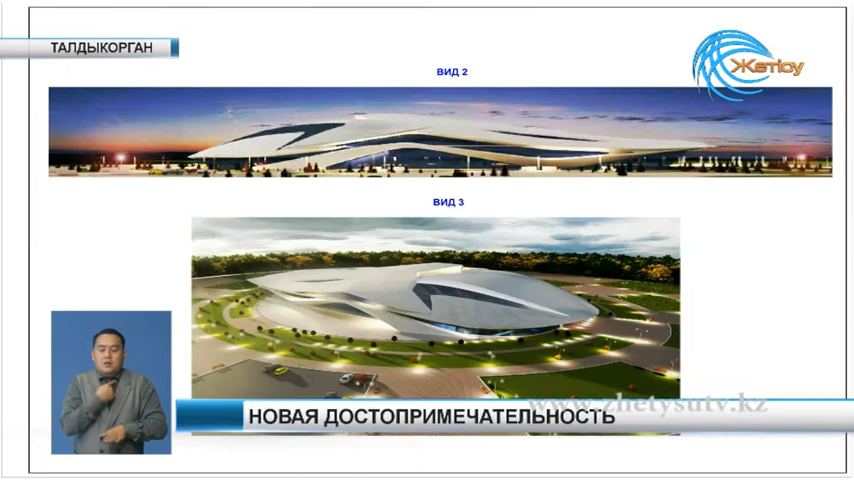 ТАЛДЫКОРГАН
Жетісу
ВИД 2
ВИД 3
www.zhetysutv.kz
НОВАЯ ДОСТОПРИМЕЧАТЕЛЬНОСТЬ